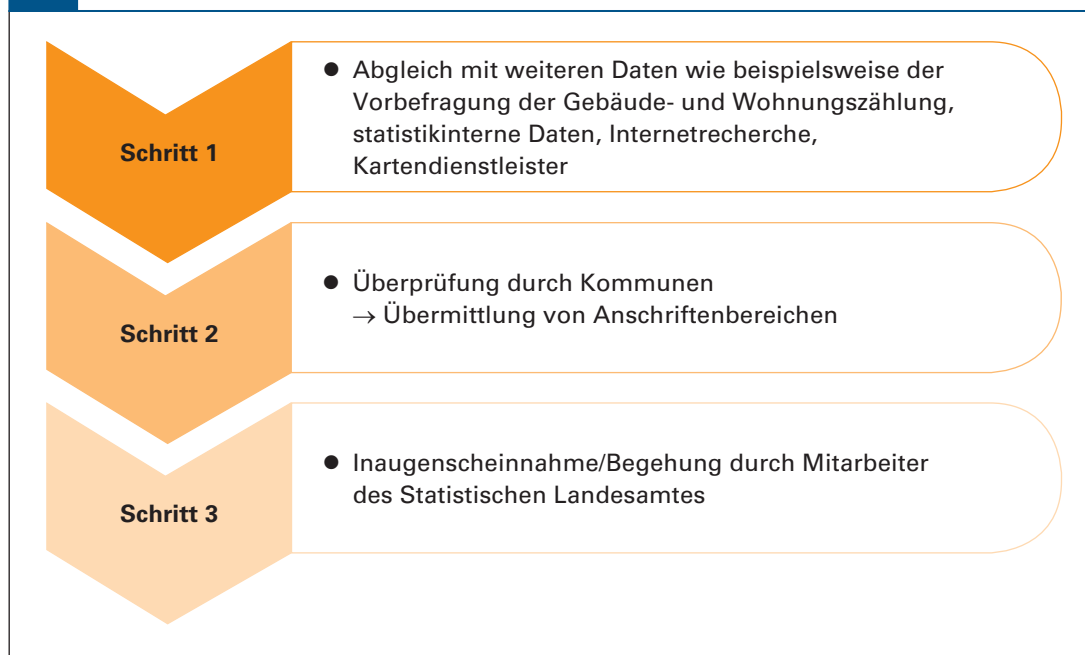 Schritt 1
● Abgleich mit weiteren Daten wie beispielsweise der
Vorbefragung der Gebäude- und Wohnungszählung,
statistikinterne Daten, Internetrecherche,
Kartendienstleister
Schritt 2
● Überprüfung durch Kommunen
→ Übermittlung von Anschriftenbereichen
Schritt 3
● Inaugenscheinnahme/Begehung durch Mitarbeiter
des Statistischen Landesamtes